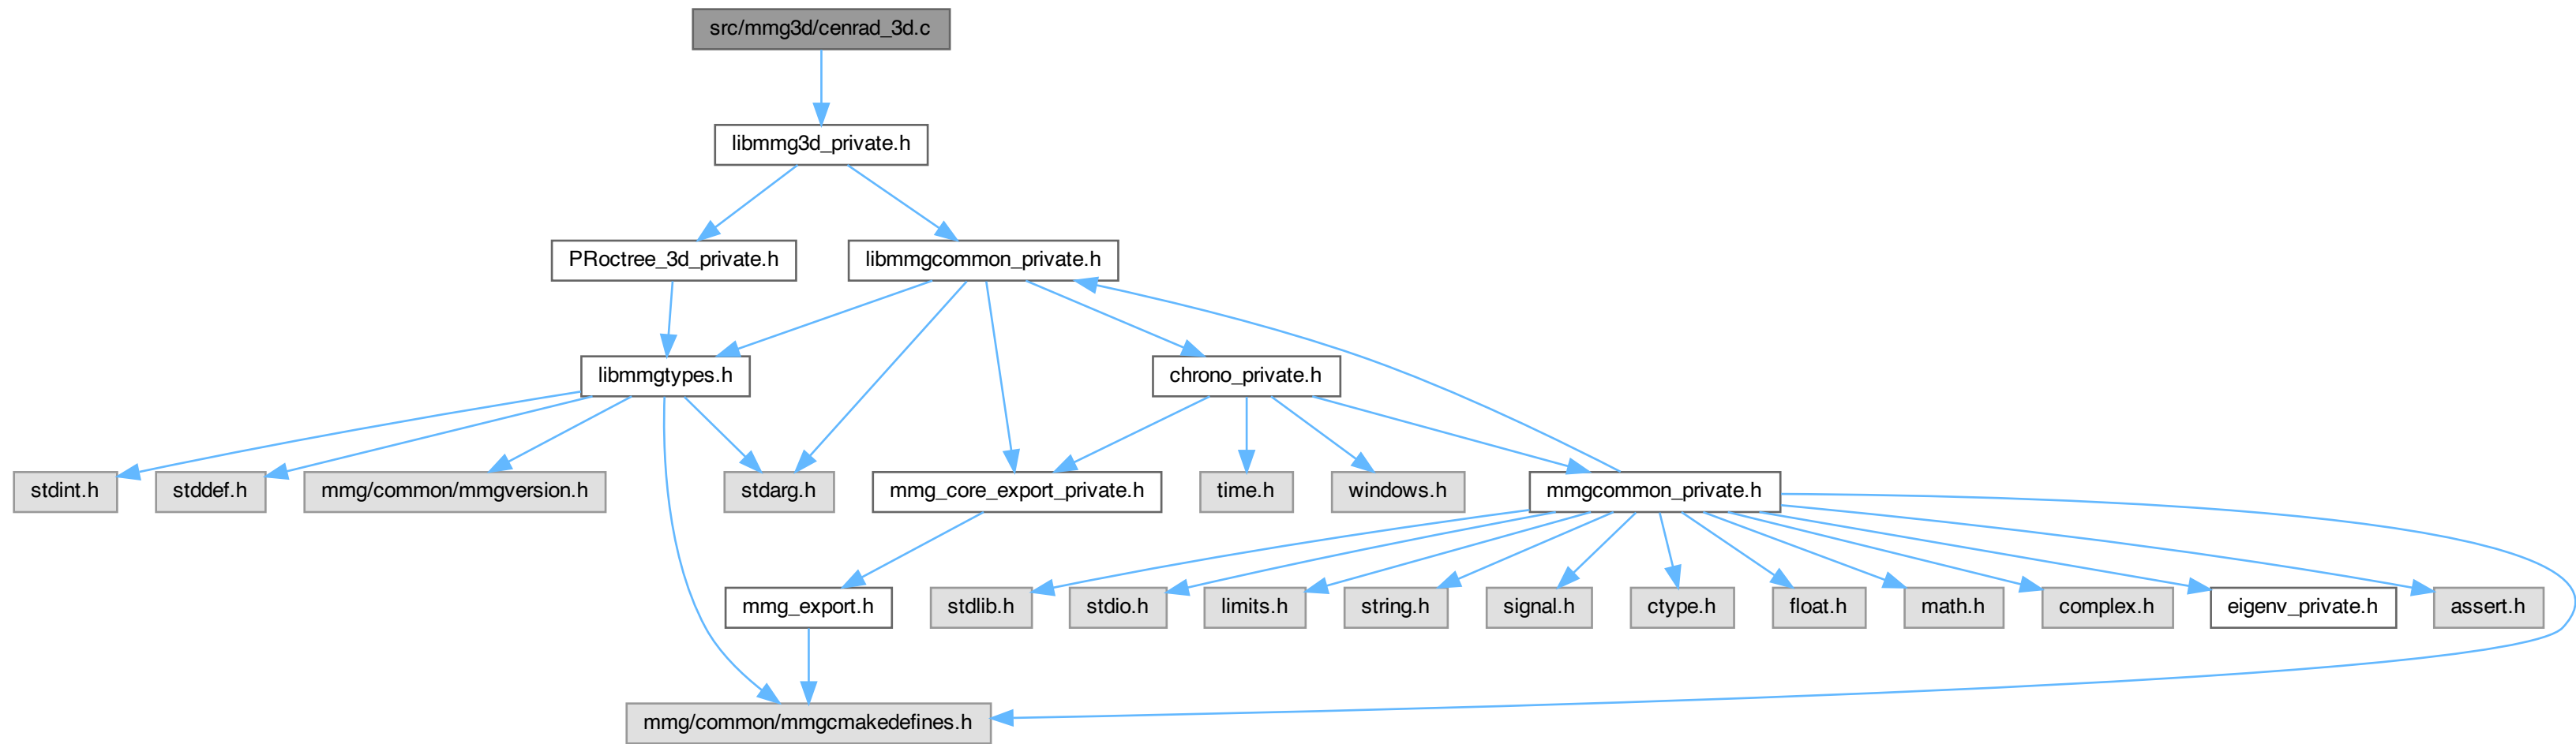 src/mmg3d/cenrad_3d.c
libmmg3d_private.h
PRoctree_3d_private.h
libmmgcommon_private.h
libmmgtypes.h
chrono_private.h
stdint.h
stddef.h
mmg/common/mmgversion.h
stdarg.h
mmg_core_export_private.h
time.h
windows.h
mmgcommon_private.h
mmg_export.h
stdlib.h
stdio.h
limits.h
string.h
signal.h
ctype.h
float.h
math.h
complex.h
eigenv_private.h
assert.h
mmg/common/mmgcmakedefines.h